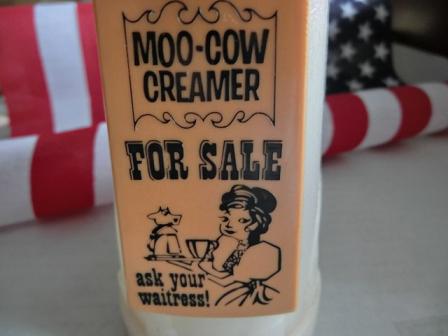 MOO-COW
CREAMER
FOR SALE
ask your
waitress!